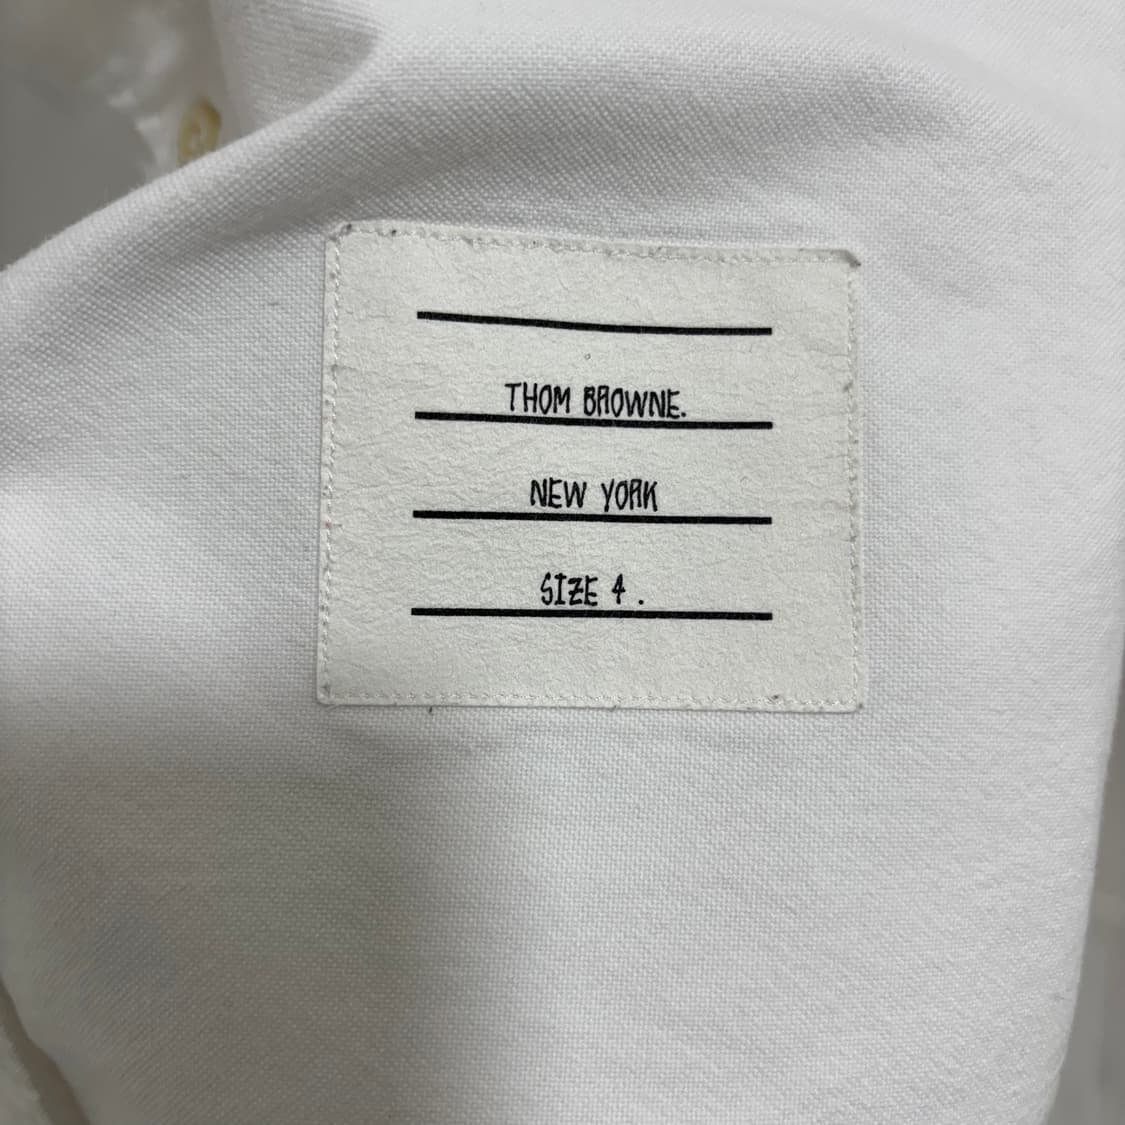 THOM BROWNE.
NEW YORK
SIZE 4 .